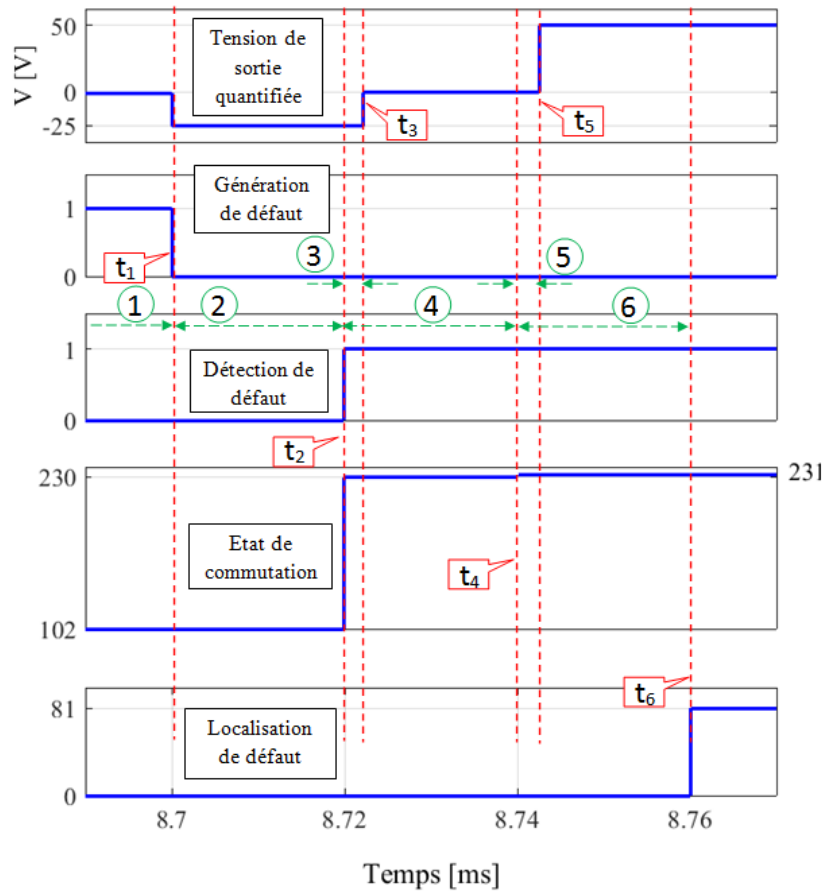 V [V]
50
0
-25
Tension de
sortie
quantifiée
t3
t5
1
0
Génération
de défaut
t1
3
5
1
2
4
6
1
0
Détection de
défaut
t2
230
102
231
Etat de
commutation
t4
81
0
Localisation
de défaut
t6
8.7
8.72
8.74
8.76
Temps [ms]